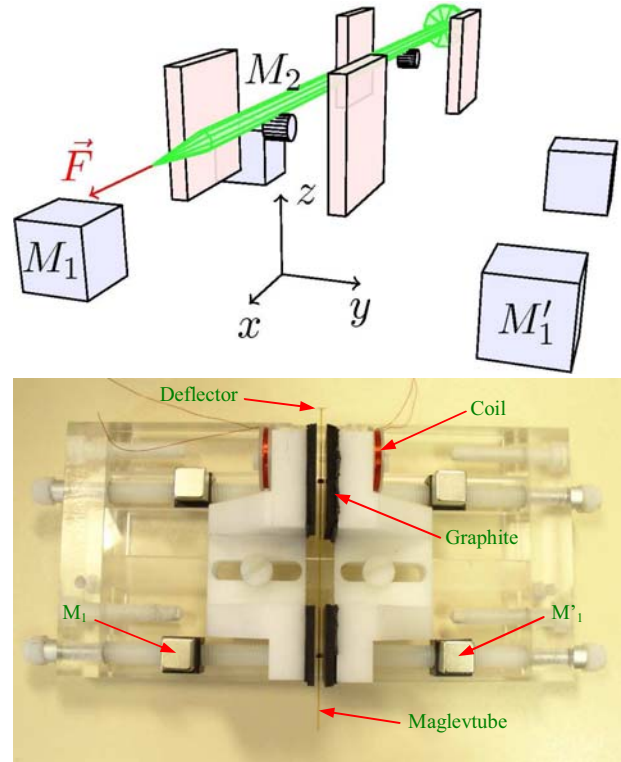 M₂
F⃗
z
M₁
x
y
M′₁
Deflector
Coil
Graphite
M₁
M’₁
Maglevtube